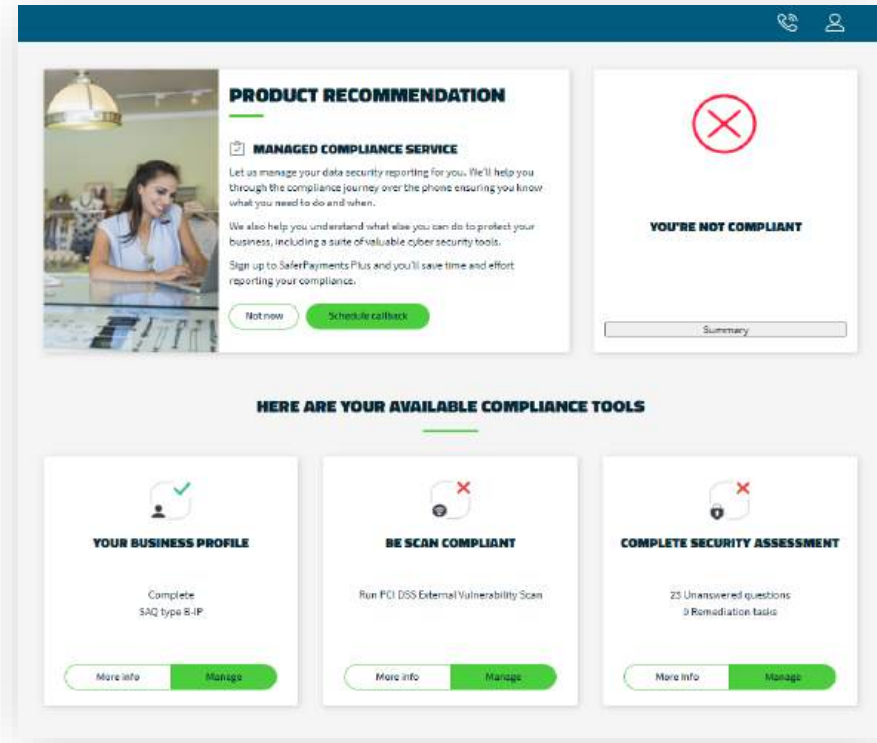 PRODUCT RECOMMENDATION
MANAGED COMPLIANCE SERVICE
Let us manage your data security reporting for you. We'll help you
through the compliance journey over the phone ensuring you know
what you need to do and when.
We also help you understand what else you can do to protect your
business, including a suite of valuable cyber security tools.
Sign up to SaferPayments Plus and you'll save time and effort
reporting your compliance.
Not now
Schedule callback
YOU'RE NOT COMPLIANT
Summary
HERE ARE YOUR AVAILABLE COMPLIANCE TOOLS
YOUR BUSINESS PROFILE
Complete
SAQ type B-IP
More info
Manage
BE SCAN COMPLIANT
Run PCI DSS External Vulnerability Scan
More info
Manage
COMPLETE SECURITY ASSESSMENT
23 Unanswered questions
0 Remediation tasks
More Info
Manage